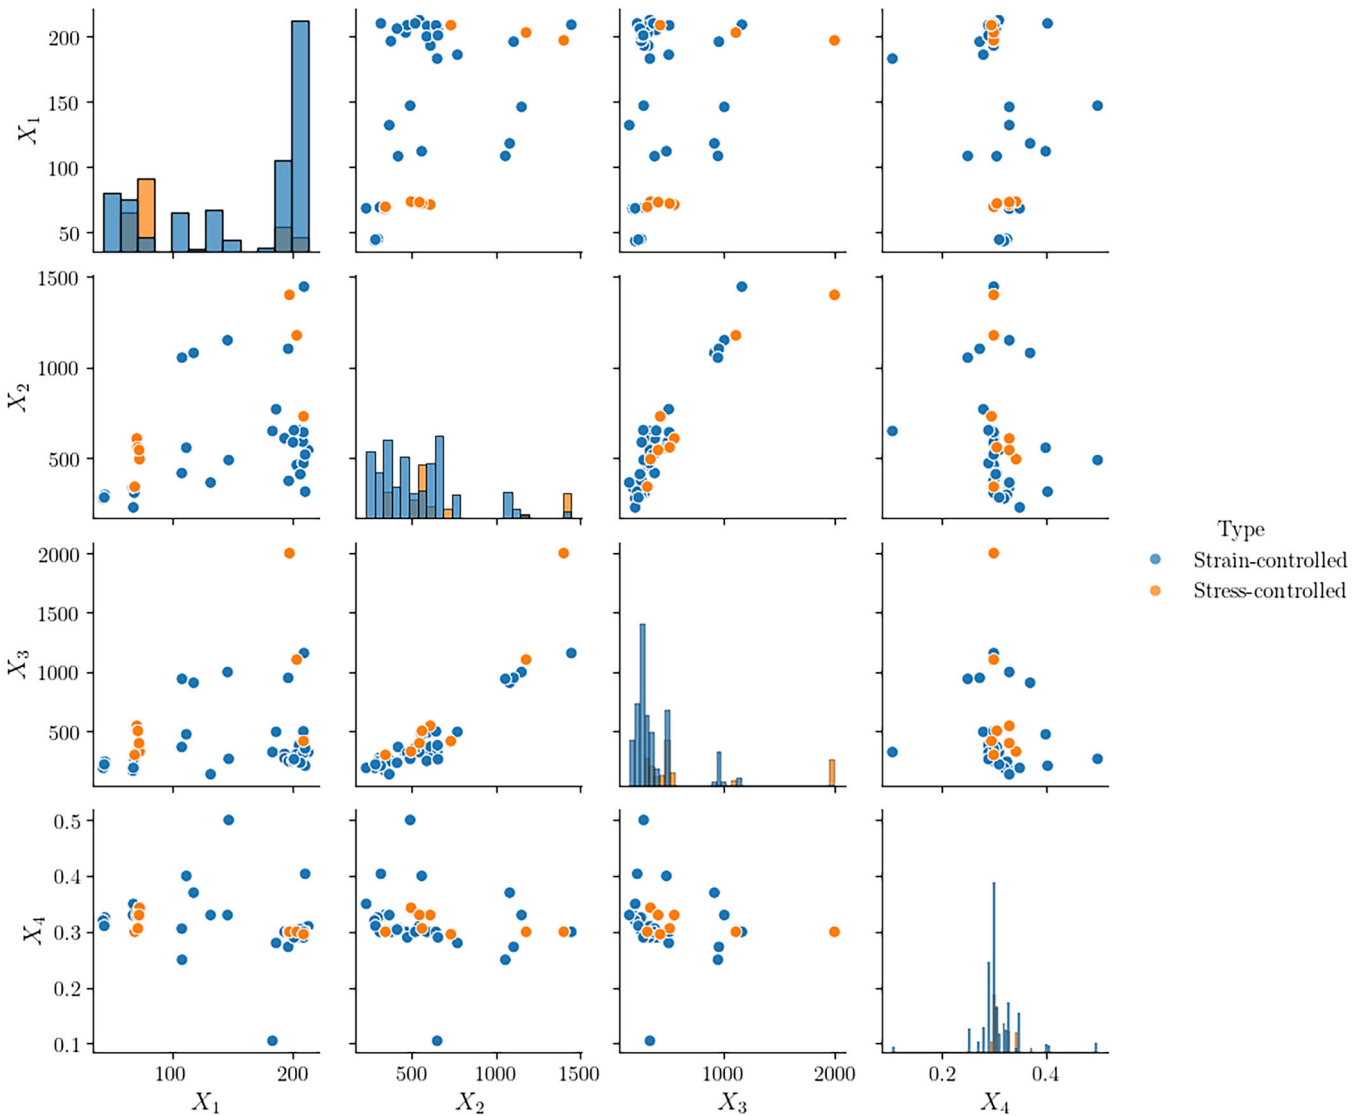 X₁
200
150
100
50
X₂
1500
1000
500
Type
Strain-controlled
Stress-controlled
X₃
2000
1500
1000
500
X₄
0.5
0.4
0.3
0.2
0.1
100 200 500 1000 1500 1000 2000 0.2 0.4
X₁ X₂ X₃ X₄